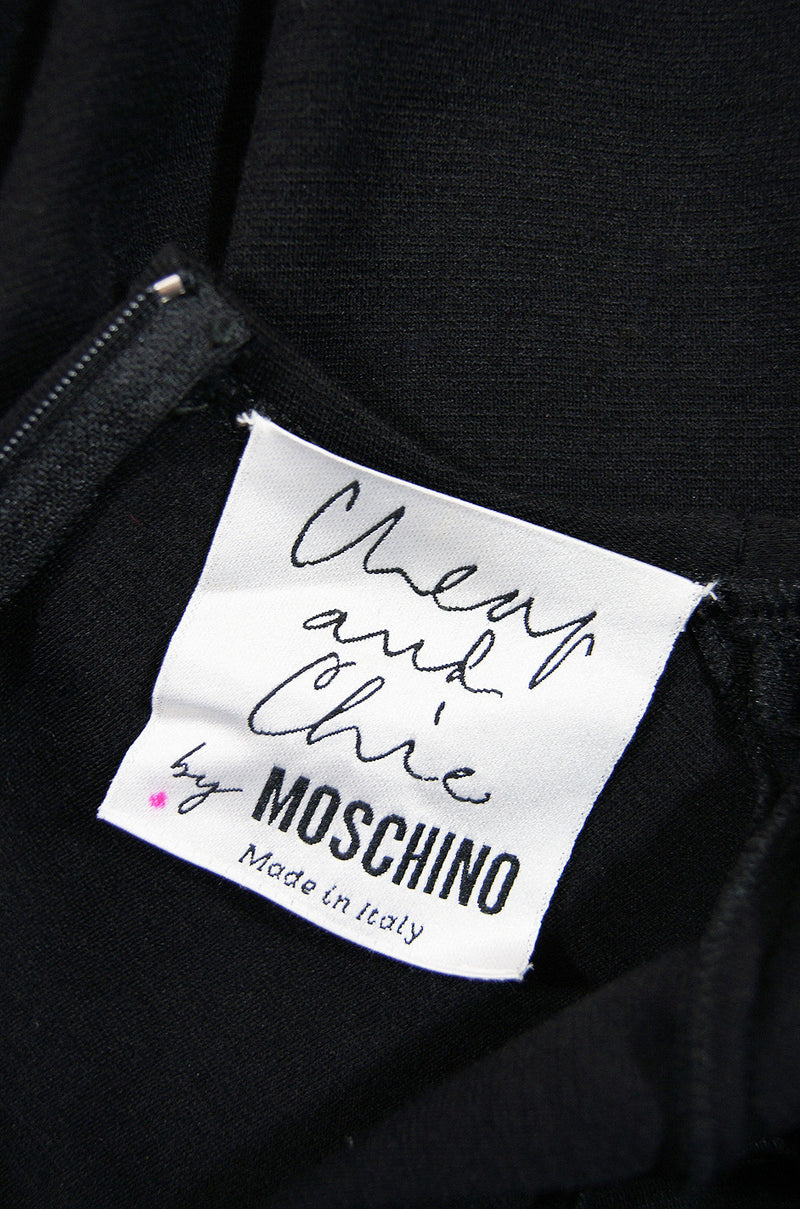 Cheap
and
Chic
by MOSCHINO
Made in Italy